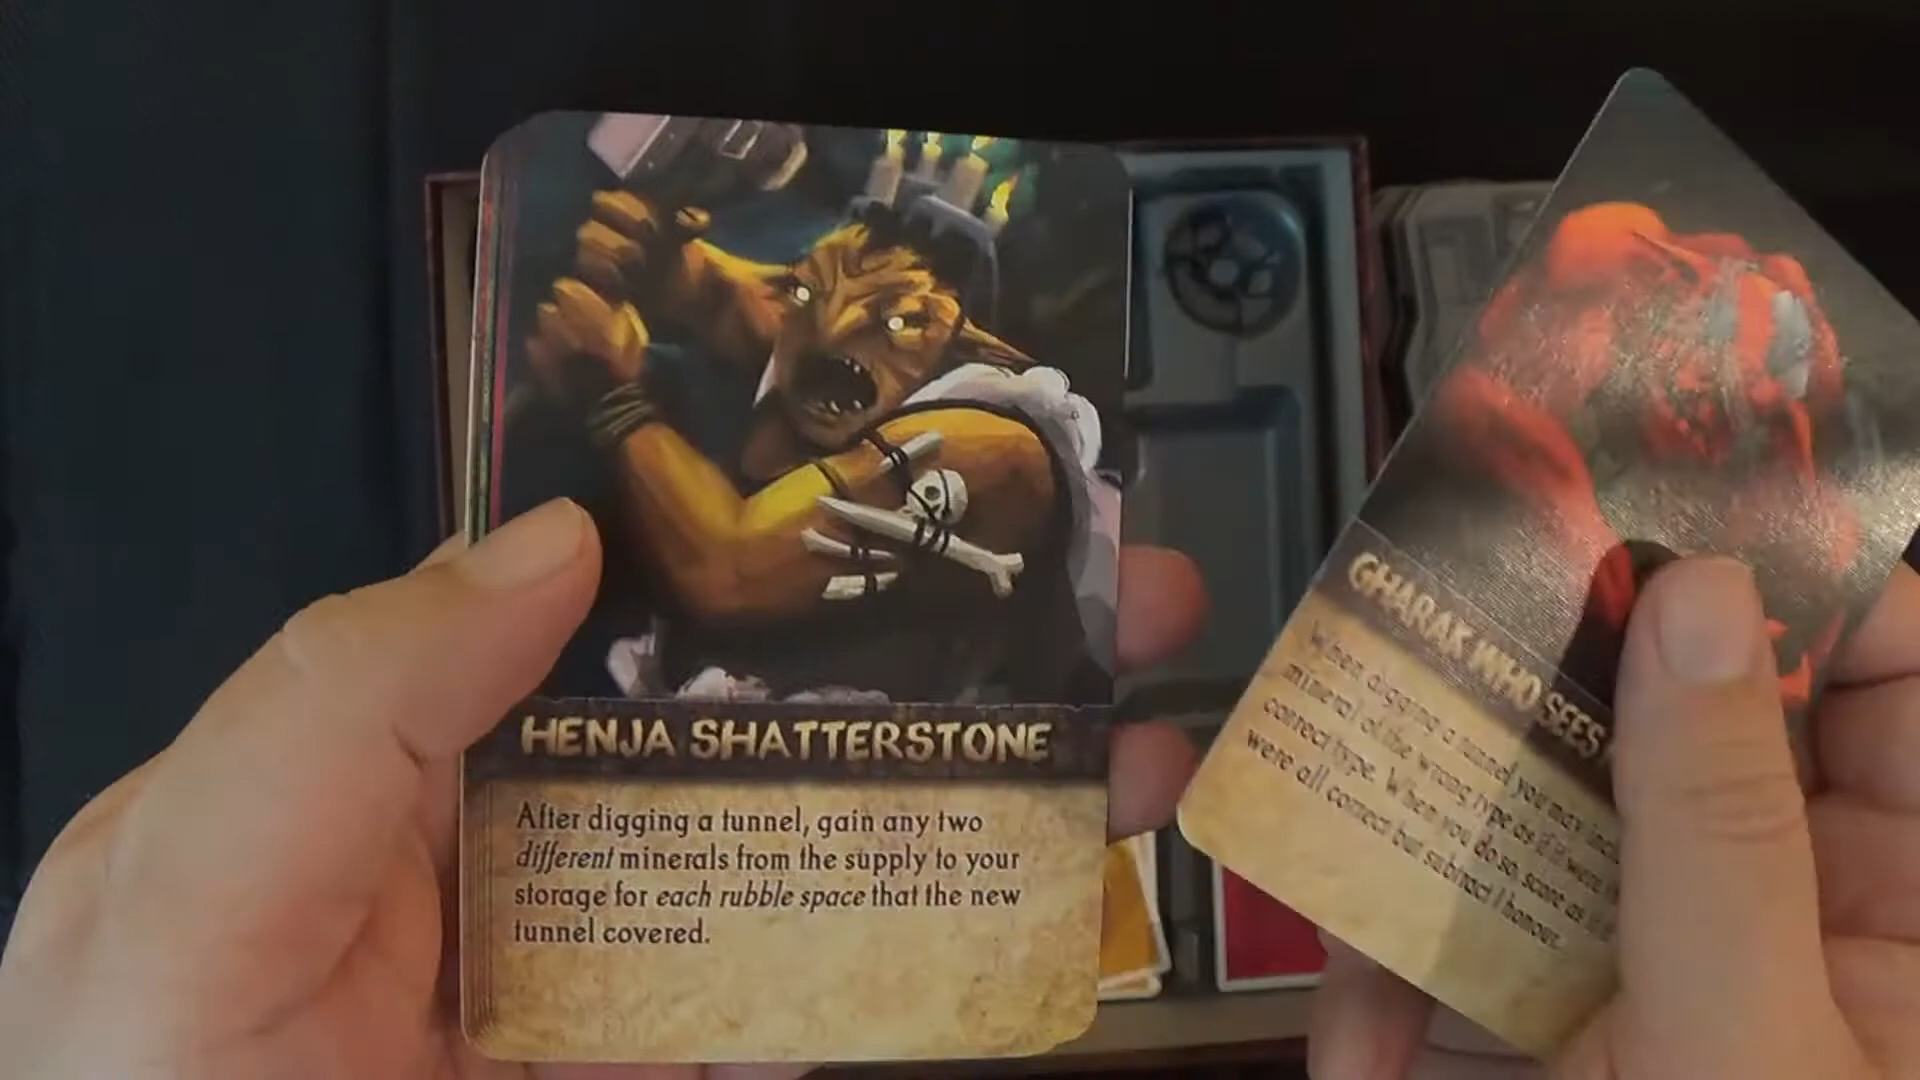 HENJA SHATTERSTONE
After digging a tunnel, gain any two
different minerals from the supply to your
storage for each rubble space that the new
tunnel covered.
GHARAK WHO SEES
When digging a tunnel you may
mineral of the wrong type as if it were
correct type. When you do so, score as if
were all correct but subtract 1 honour.